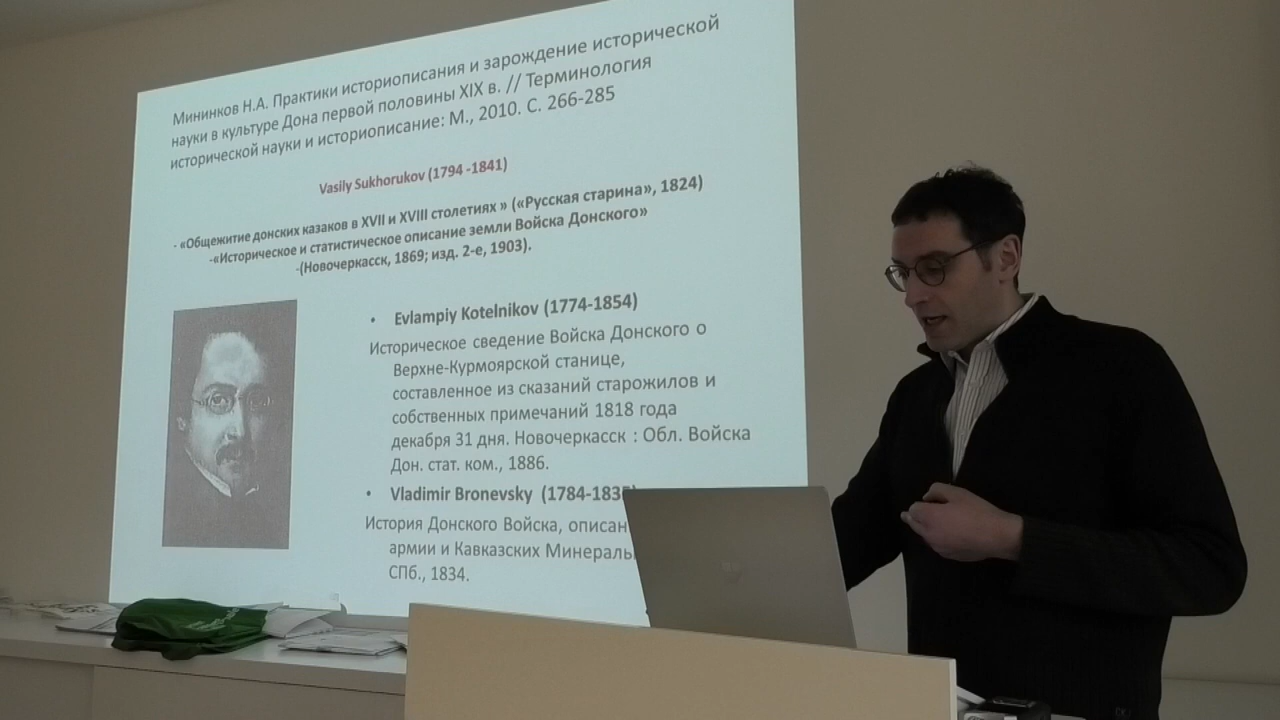 Мининков Н.А. Практики историописания и зарождение исторической
науки в культуре Дона первой половины XIX в. // Терминология
исторической науки и историописание: М., 2010. С. 266-285
Vasily Sukhorukov (1794 -1841)
- «Общежитие донских казаков в XVII и XVIII столетиях » («Русская старина», 1824)
-«Историческое и статистическое описание земли Войска Донского»
-(Новочеркасск, 1869; изд. 2-е, 1903).
• Evlampiy Kotelnikov (1774-1854)
Историческое сведение Войска Донского о
Верхне-Курмоярской станице,
составленное из сказаний старожилов и
собственных примечаний 1818 года
декабря 31 дня. Новочеркасск : Обл. Войска
Дон. стат. ком., 1886.
• Vladimir Bronevsky (1784-1835
История Донского Войска, описан
армии и Кавказских Минераль
СПб., 1834.